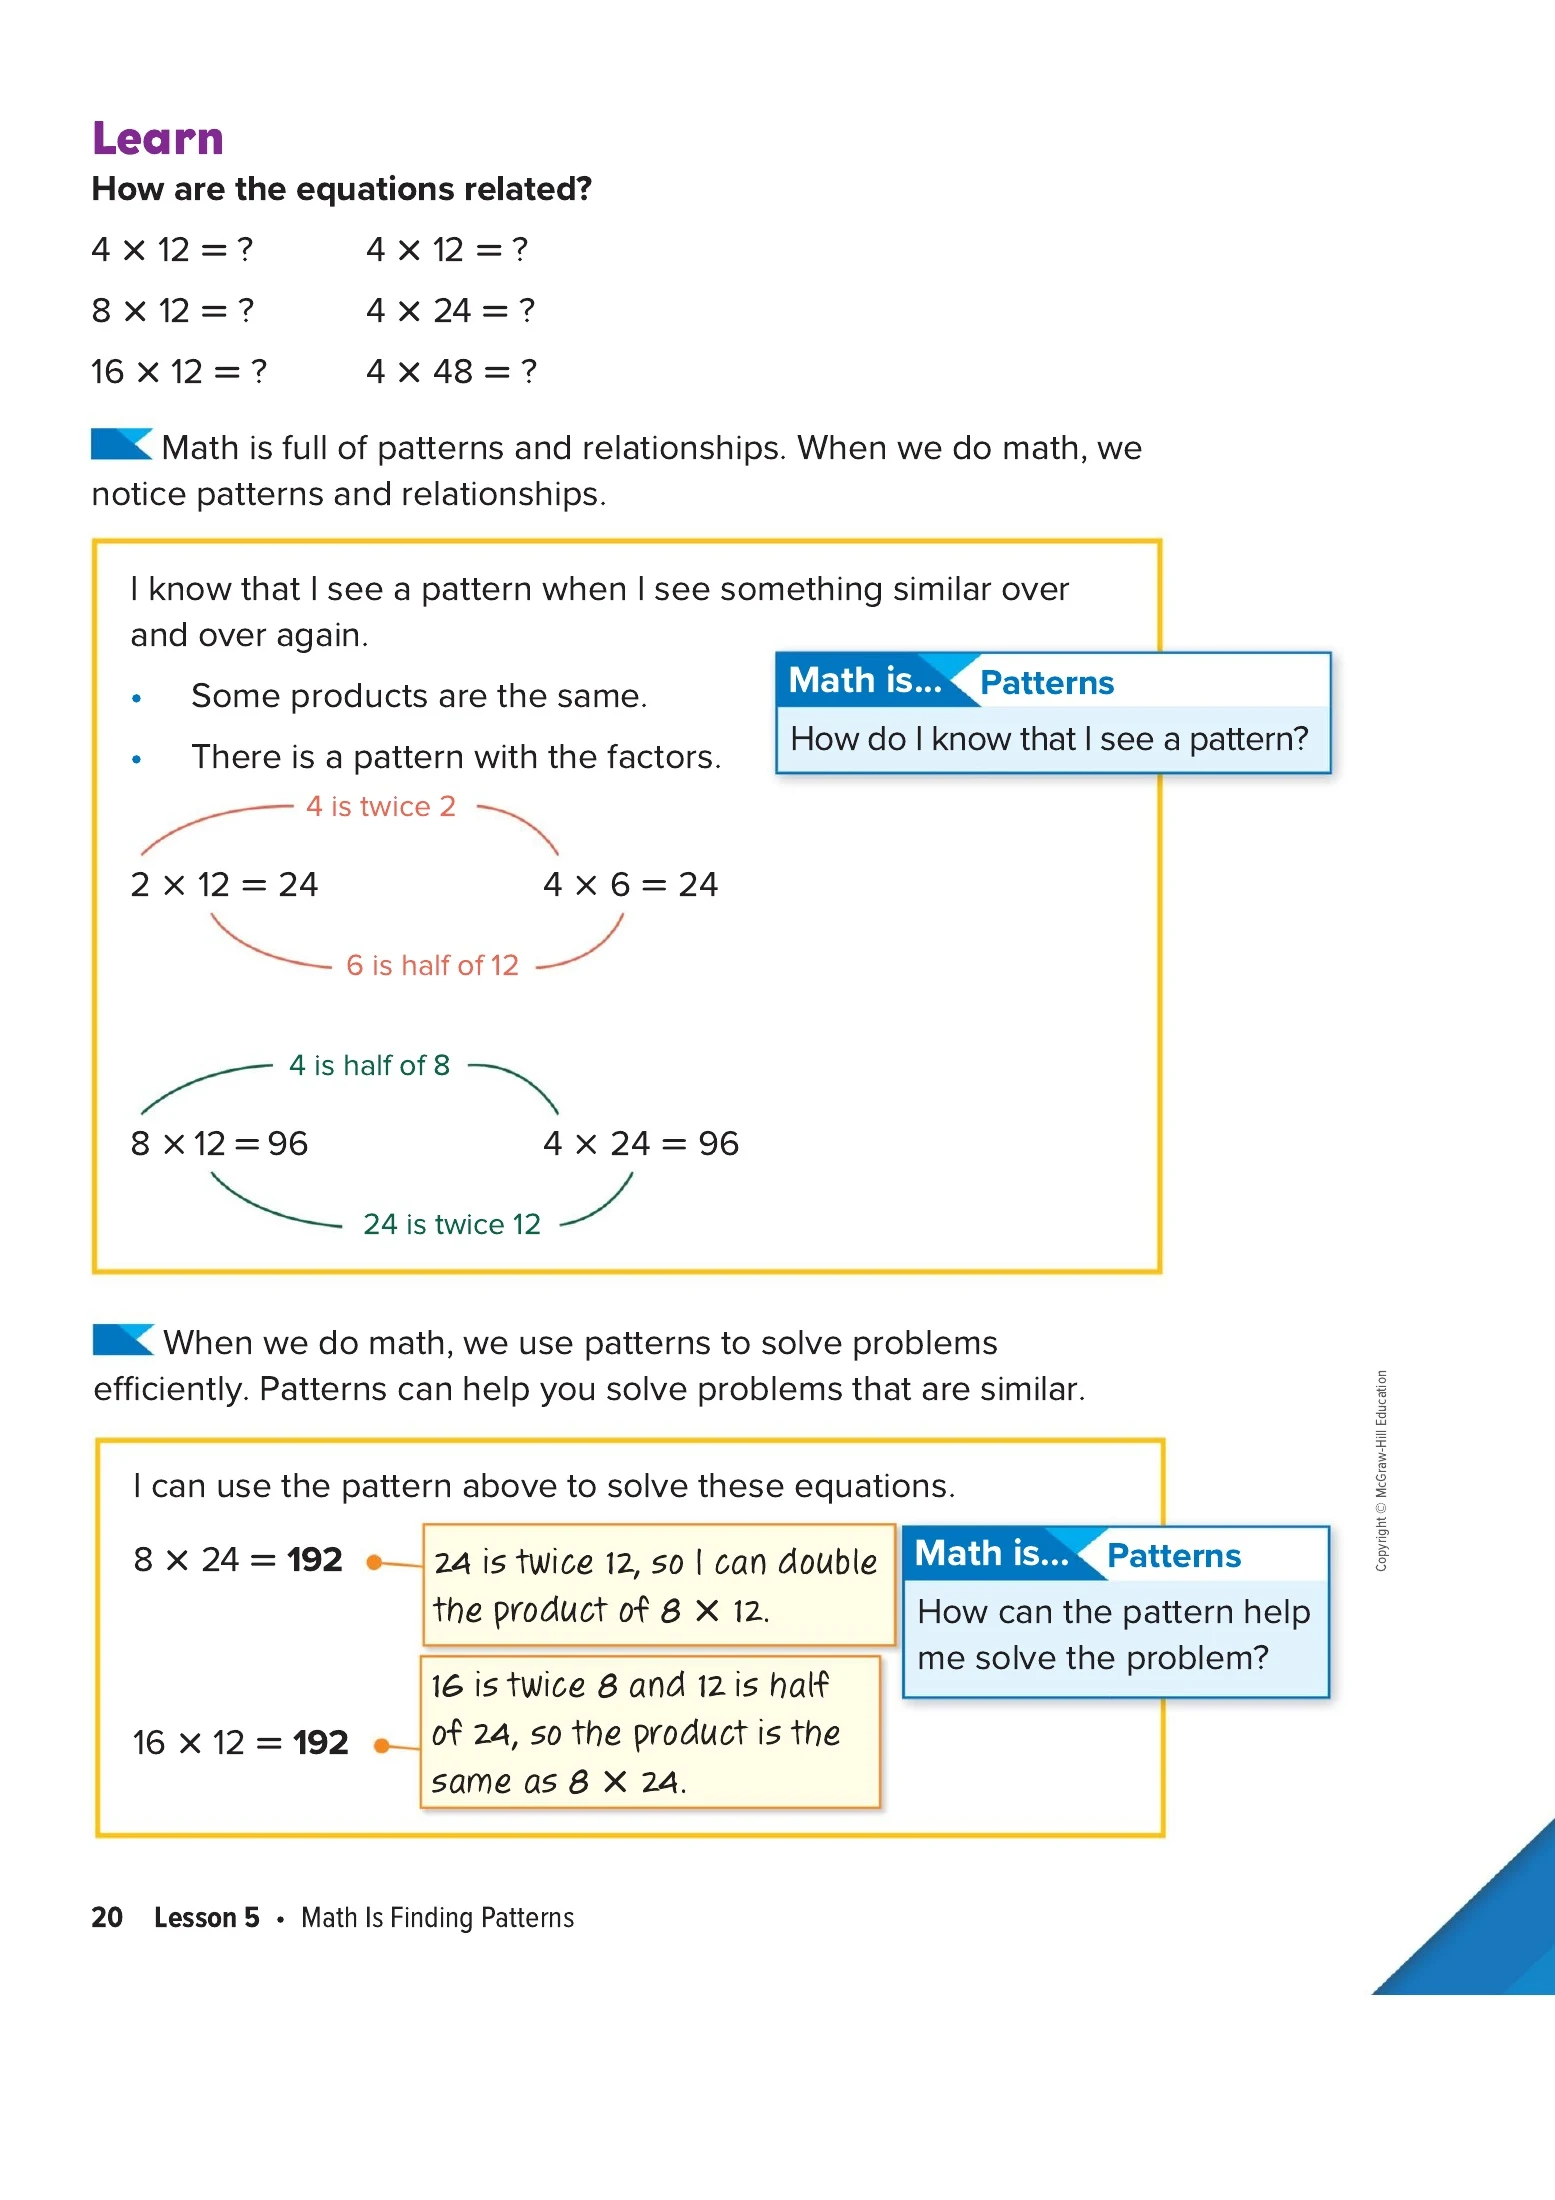 Learn
How are the equations related?
4 × 12 = ? 4 × 12 = ?
8 × 12 = ? 4 × 24 = ?
16 × 12 = ? 4 × 48 = ?
Math is full of patterns and relationships. When we do math, we
notice patterns and relationships.
I know that I see a pattern when I see something similar over
and over again.
• Some products are the same.
• There is a pattern with the factors.
Math is... Patterns
How do I know that I see a pattern?
4 is twice 2
2 × 12 = 24 4 × 6 = 24
6 is half of 12
4 is half of 8
8 × 12 = 96 4 × 24 = 96
24 is twice 12
When we do math, we use patterns to solve problems
efficiently. Patterns can help you solve problems that are similar.
I can use the pattern above to solve these equations.
8 × 24 = 192
24 is twice 12, so I can double
the product of 8 × 12.
16 × 12 = 192
16 is twice 8 and 12 is half
of 24, so the product is the
same as 8 × 24.
Math is... Patterns
How can the pattern help
me solve the problem?
Copyright © McGraw-Hill Education
20 Lesson 5 • Math Is Finding Patterns